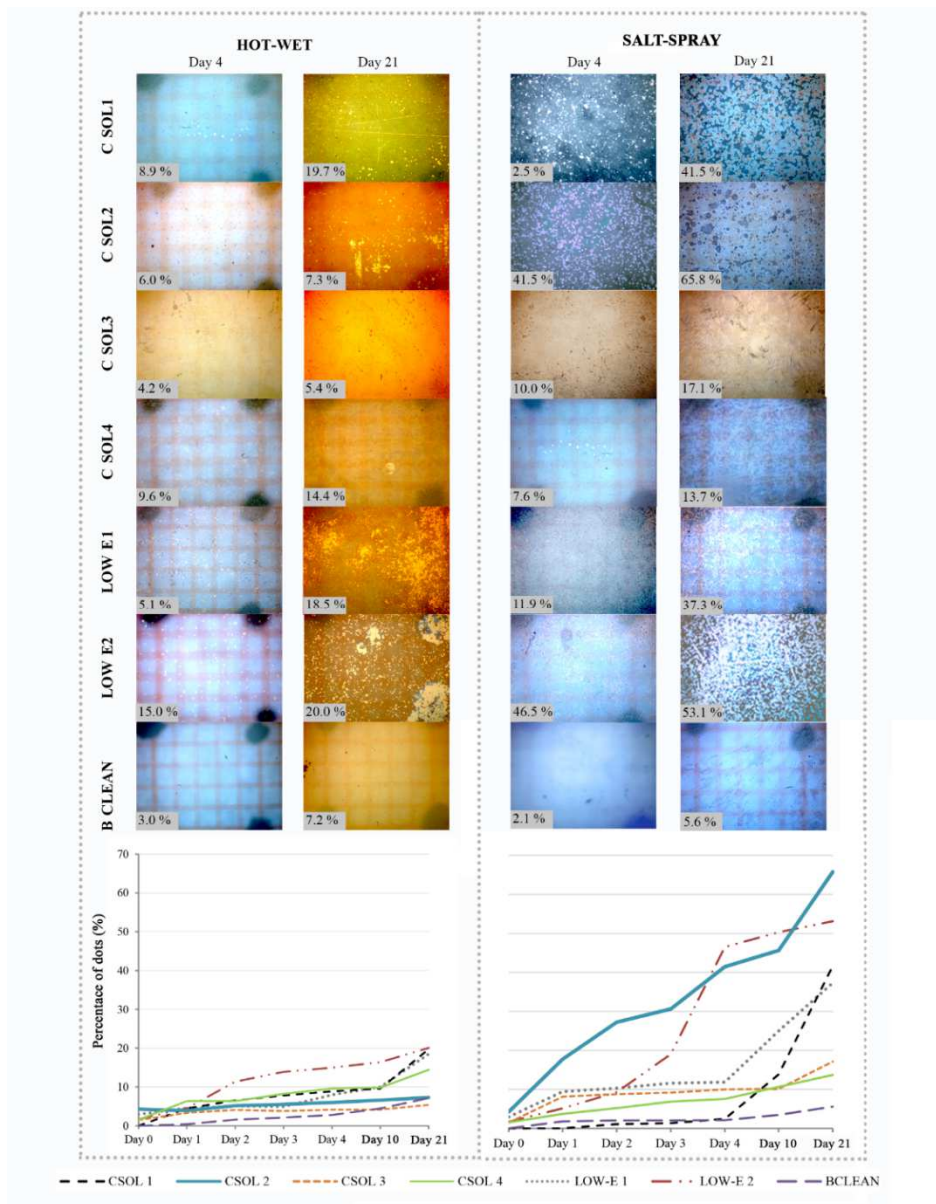 HOT-WET
SALT-SPRAY
Day 4 Day 21
Day 4 Day 21
C SOL1
8.9 % 19.7 % 2.5 % 41.5 %
C SOL2
6.0 % 7.3 % 41.5 % 65.8 %
C SOL3
4.2 % 5.4 % 10.0 % 17.1 %
C SOL4
9.6 % 14.4 % 7.6 % 13.7 %
LOW E1
5.1 % 18.5 % 11.9 % 37.3 %
LOW E2
15.0 % 20.0 % 46.5 % 53.1 %
B CLEAN
3.0 % 7.2 % 2.1 % 5.6 %
Percentace of dots (%)
70
60
50
40
30
20
10
0
Day 0 Day 1 Day 2 Day 3 Day 4 Day 10 Day 21
Day 0 Day 1 Day 2 Day 3 Day 4 Day 10 Day 21
CSOL 1 CSOL 2 CSOL 3 CSOL 4 LOW-E 1 LOW-E 2 BCLEAN